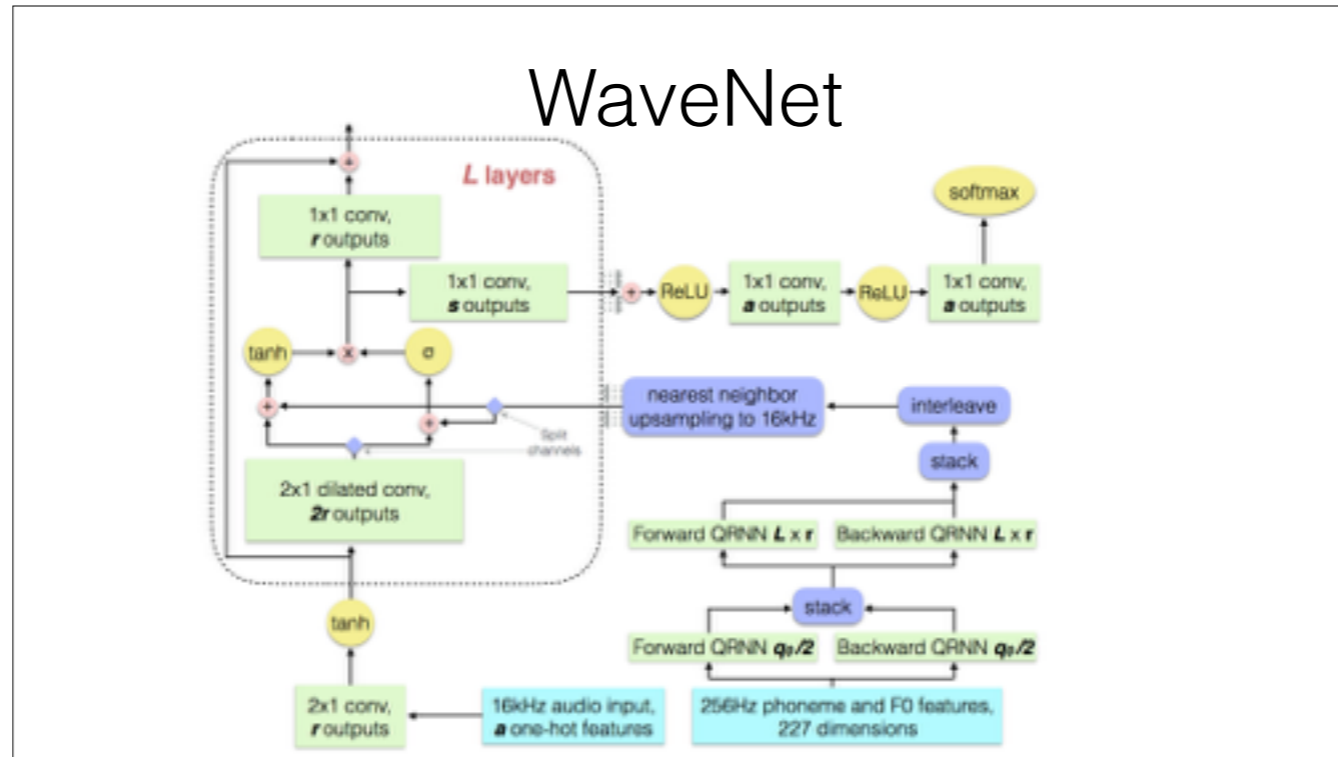 WaveNet
L layers
+
1x1 conv,
r outputs
softmax
1x1 conv,
s outputs
+
ReLU
1x1 conv,
a outputs
ReLU
1x1 conv,
a outputs
tanh
x
σ
+
+
nearest neighbor
upsampling to 16kHz
interleave
Split
channels
stack
2x1 dilated conv,
2r outputs
Forward QRNN L x r
Backward QRNN L x r
stack
tanh
Forward QRNN q₀/2
Backward QRNN q₀/2
2x1 conv,
r outputs
16kHz audio input,
a one-hot features
256Hz phoneme and F0 features,
227 dimensions